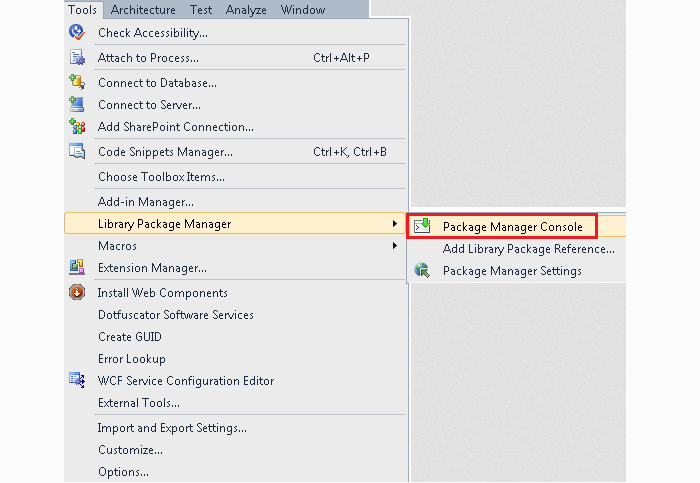 Tools Architecture Test Analyze Window
Check Accessibility...
Attach to Process... Ctrl+Alt+P
Connect to Database...
Connect to Server...
Add SharePoint Connection...
Code Snippets Manager... Ctrl+K, Ctrl+B
Choose Toolbox Items...
Add-in Manager...
Library Package Manager
Package Manager Console
Add Library Package Reference...
Package Manager Settings
Macros
Extension Manager...
Install Web Components
Dotfuscator Software Services
Create GUID
Error Lookup
WCF Service Configuration Editor
External Tools...
Import and Export Settings...
Customize...
Options...